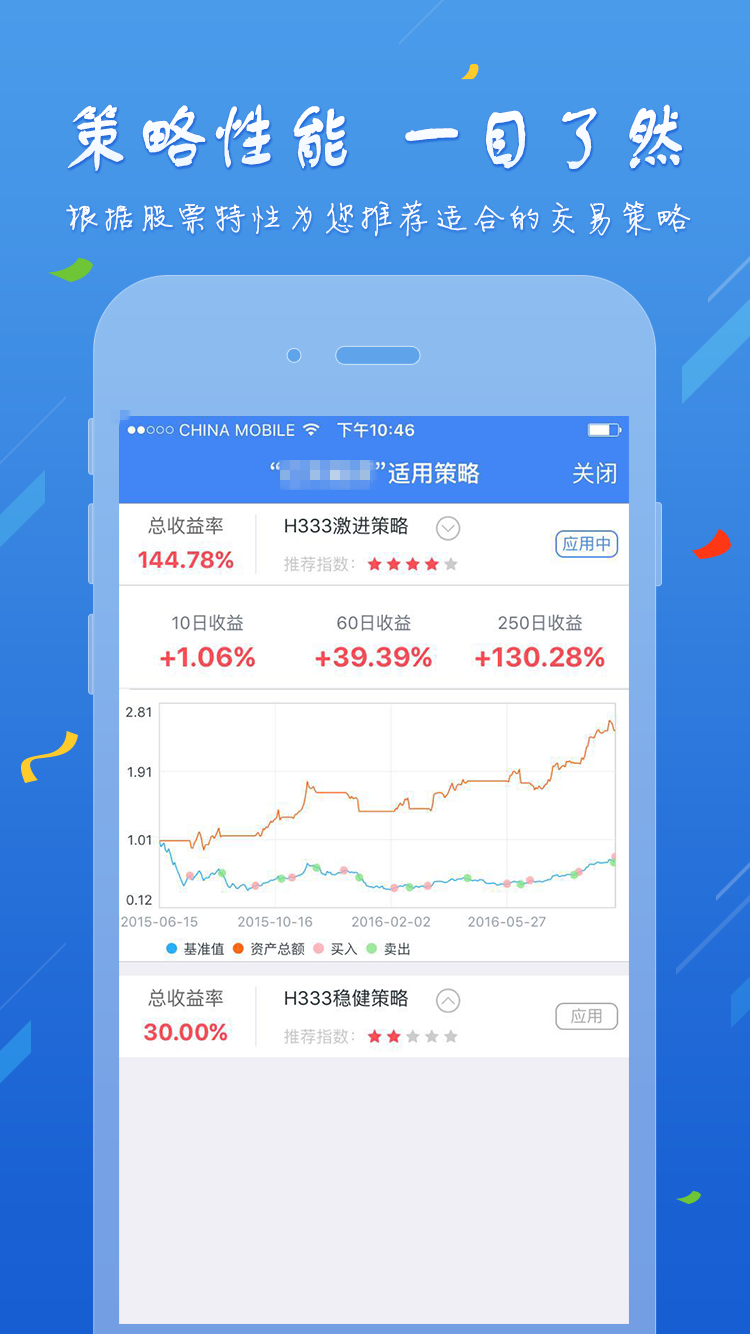 策略性能 一目了然
根据股票特性为您推荐适合的交易策略
CHINA MOBILE 下午10:46
“ ”适用策略 关闭
总收益率 H333激进策略
144.78% 推荐指数: 应用中
10日收益 60日收益 250日收益
+1.06% +39.39% +130.28%
2.81
1.91
1.01
0.12
2015-06-15 2015-10-16 2016-02-02 2016-05-27
基准值 资产总额 买入 卖出
总收益率 H333稳健策略
30.00% 推荐指数: 应用